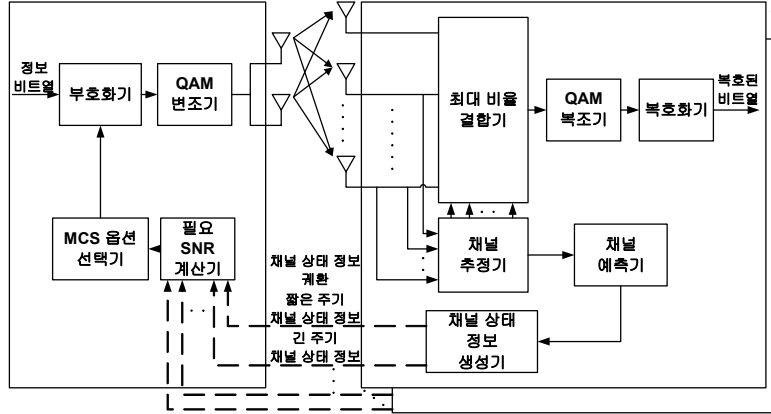 정보
비트열
부호화기
QAM
변조기
최대 비율
결합기
QAM
복조기
복호화기
복호된
비트열
MCS 옵션
선택기
필요
SNR
계산기
채널 상태 정보
궤환
짧은 주기
채널 상태 정보
긴 주기
채널 상태 정보
채널
추정기
채널
예측기
채널 상태
정보
생성기